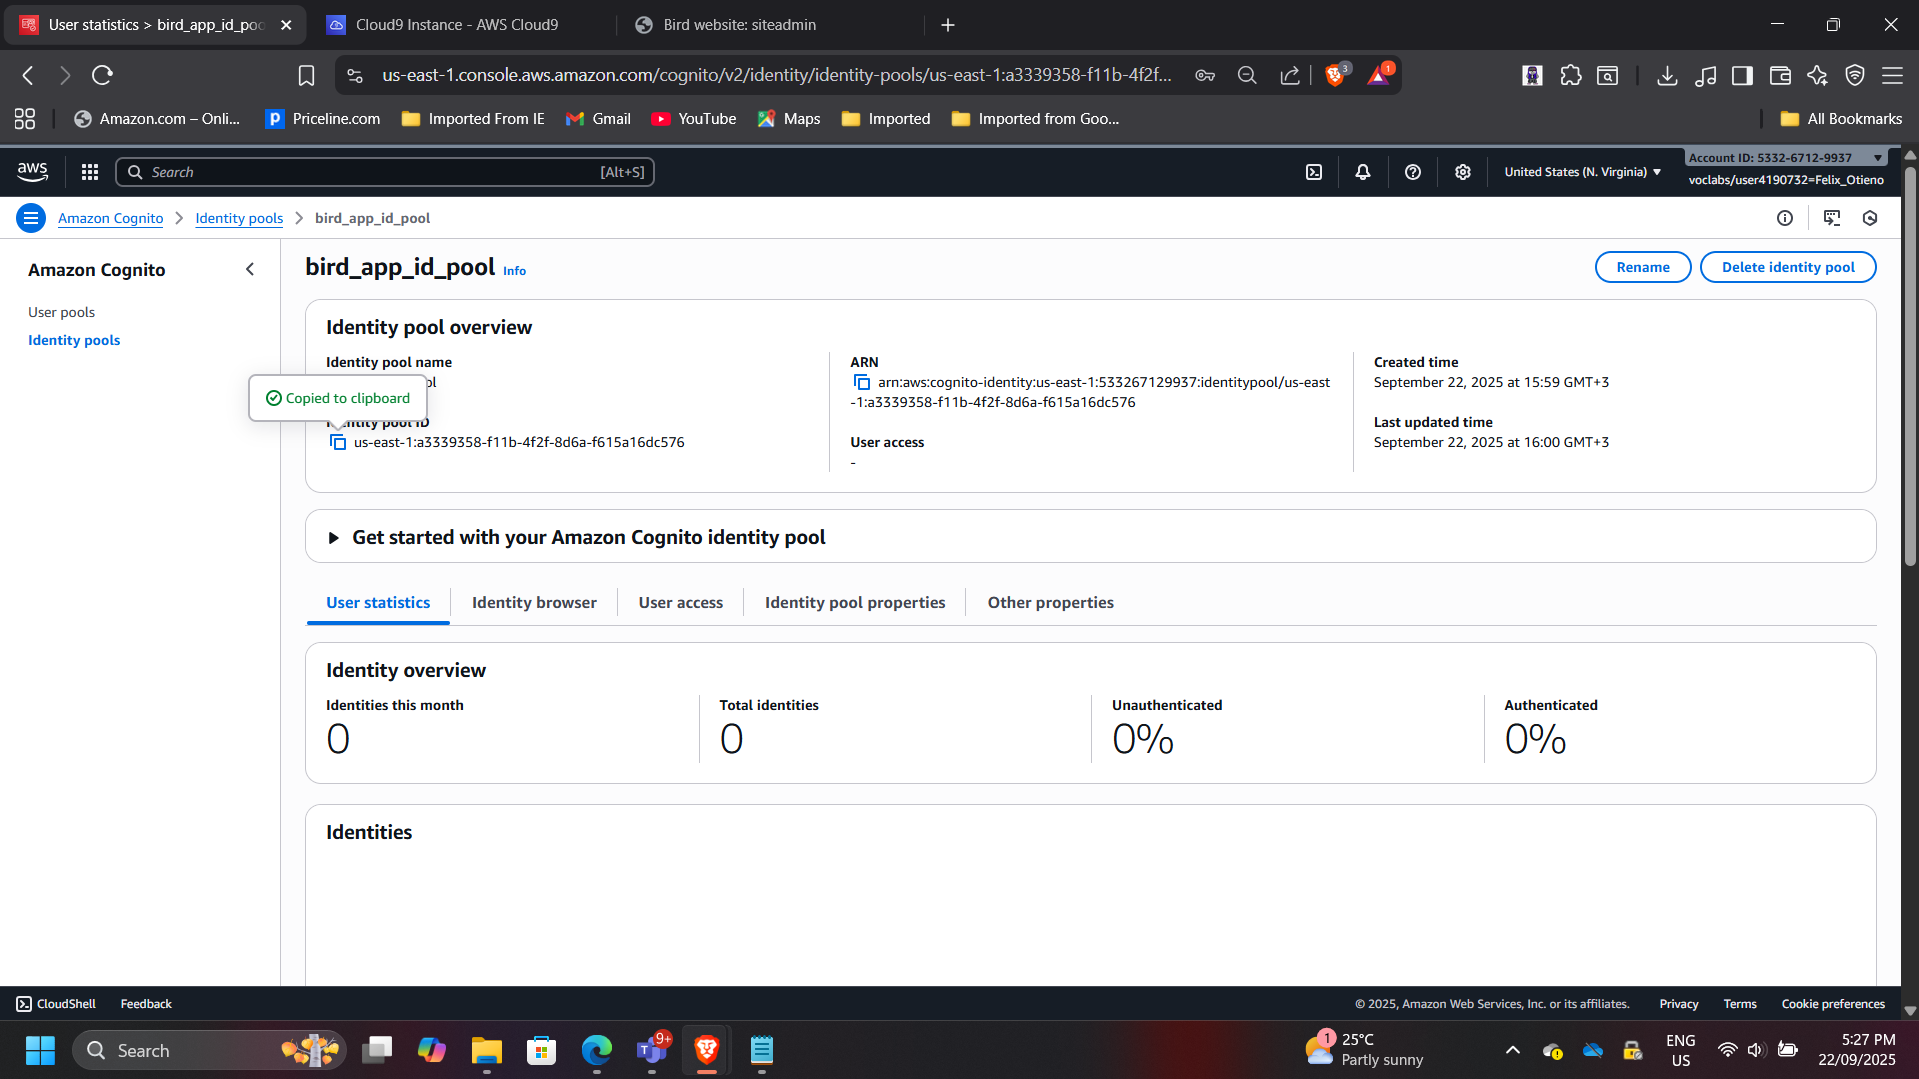 User statistics > bird_app_id_poo
Cloud9 Instance - AWS Cloud9
Bird website: siteadmin
us-east-1.console.aws.amazon.com/cognito/v2/identity/identity-pools/us-east-1:a3339358-f11b-4f2f...
3
1
Amazon.com – Onli...
Priceline.com
Imported From IE
Gmail
YouTube
Maps
Imported
Imported from Goo...
All Bookmarks
aws
Search
[Alt+S]
United States (N. Virginia)
Account ID: 5332-6712-9937
voclabs/user4190732=Felix_Otieno
Amazon Cognito
Identity pools
bird_app_id_pool
Amazon Cognito
User pools
Identity pools
bird_app_id_pool
Info
Rename
Delete identity pool
Identity pool overview
Identity pool name
ol
Copied to clipboard
Identity pool ID
us-east-1:a3339358-f11b-4f2f-8d6a-f615a16dc576
ARN
arn:aws:cognito-identity:us-east-1:533267129937:identitypool/us-east
-1:a3339358-f11b-4f2f-8d6a-f615a16dc576
User access
-
Created time
September 22, 2025 at 15:59 GMT+3
Last updated time
September 22, 2025 at 16:00 GMT+3
Get started with your Amazon Cognito identity pool
User statistics
Identity browser
User access
Identity pool properties
Other properties
Identity overview
Identities this month
0
Total identities
0
Unauthenticated
0%
Authenticated
0%
Identities
CloudShell
Feedback
© 2025, Amazon Web Services, Inc. or its affiliates.
Privacy
Terms
Cookie preferences
Search
9+
1
25°C
Partly sunny
ENG
US
5:27 PM
22/09/2025